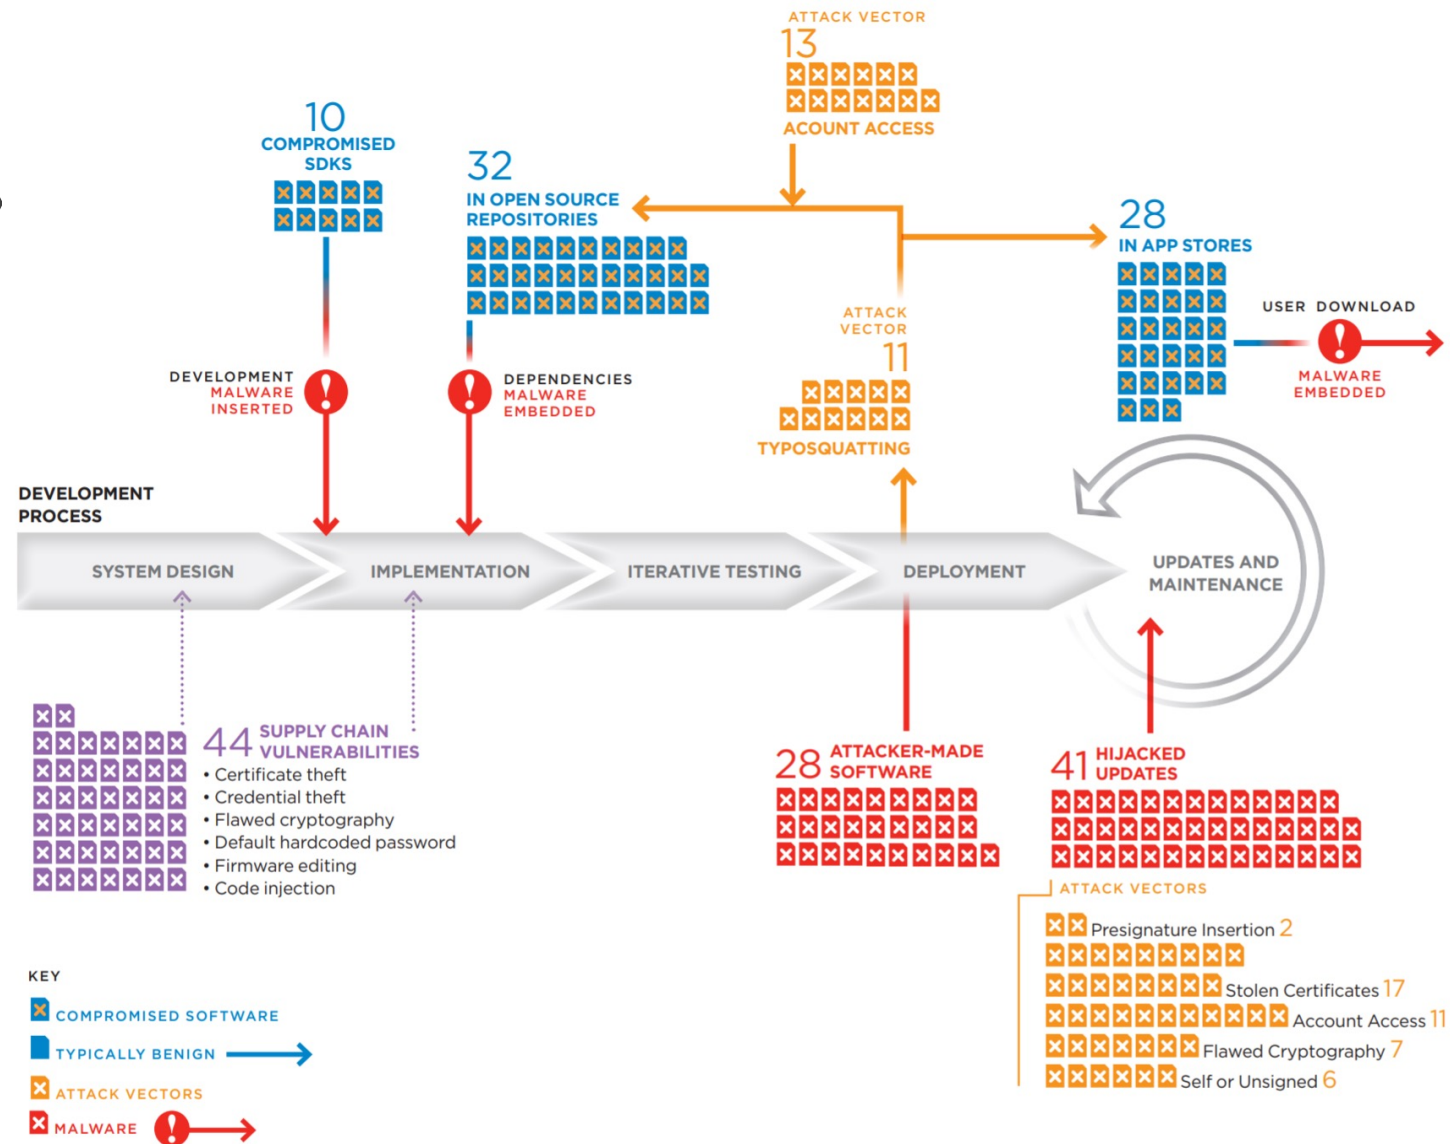 ATTACK VECTOR
13
ACOUNT ACCESS
10
COMPROMISED
SDKS
32
IN OPEN SOURCE
REPOSITORIES
28
IN APP STORES
USER DOWNLOAD
MALWARE
EMBEDDED
ATTACK
VECTOR
11
TYPOSQUATTING
DEVELOPMENT
MALWARE
INSERTED
DEPENDENCIES
MALWARE
EMBEDDED
DEVELOPMENT
PROCESS
SYSTEM DESIGN
IMPLEMENTATION
ITERATIVE TESTING
DEPLOYMENT
UPDATES AND
MAINTENANCE
44 SUPPLY CHAIN
VULNERABILITIES
• Certificate theft
• Credential theft
• Flawed cryptography
• Default hardcoded password
• Firmware editing
• Code injection
28 ATTACKER-MADE
SOFTWARE
41 HIJACKED
UPDATES
ATTACK VECTORS
Presignature Insertion 2
Stolen Certificates 17
Account Access 11
Flawed Cryptography 7
Self or Unsigned 6
KEY
COMPROMISED SOFTWARE
TYPICALLY BENIGN
ATTACK VECTORS
MALWARE